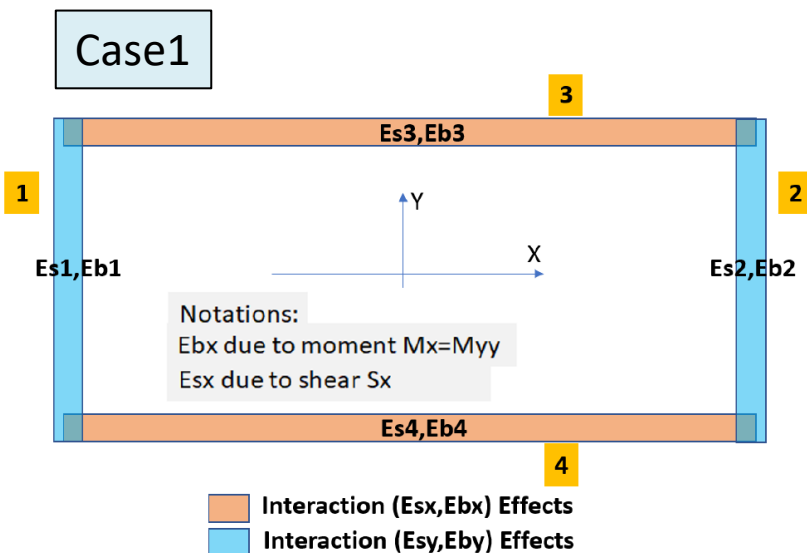 Case1
3
Es3,Eb3
1
2
Y
X
Es1,Eb1
Es2,Eb2
Notations:
Ebx due to moment Mx=Myy
Esx due to shear Sx
Es4,Eb4
4
Interaction (Esx,Ebx) Effects
Interaction (Esy,Eby) Effects